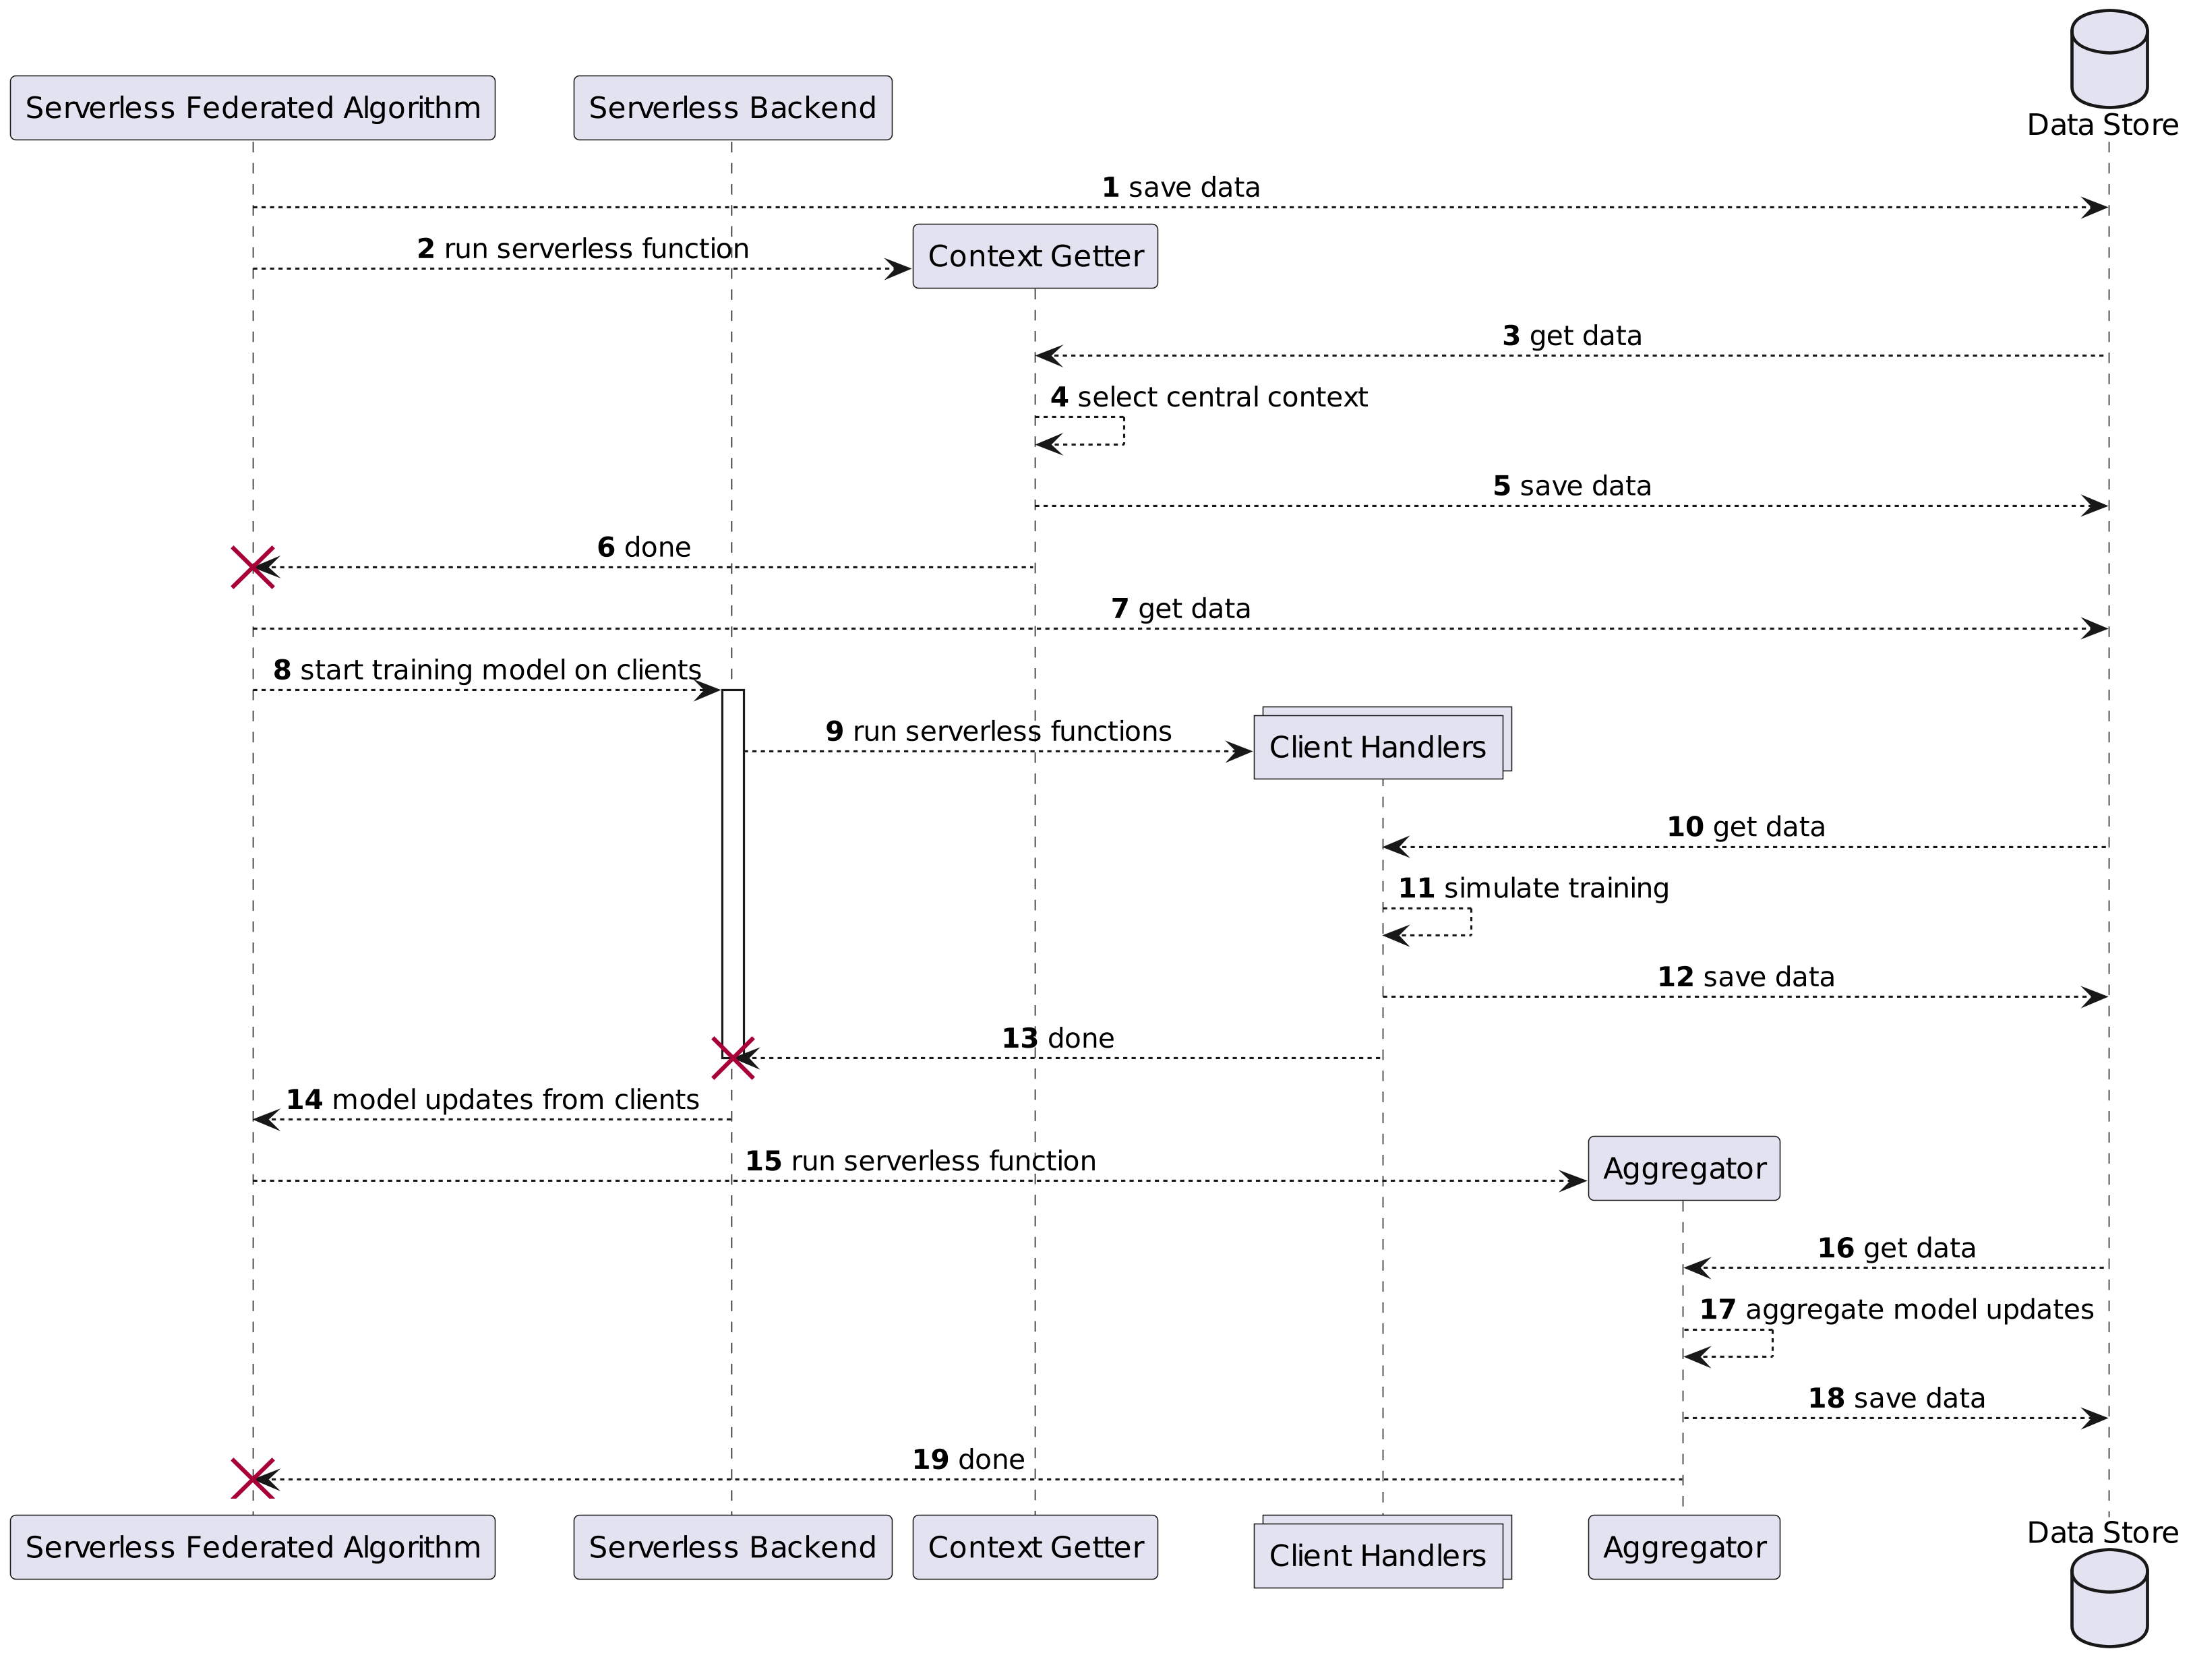 Serverless Federated Algorithm
Serverless Backend
Data Store
1 save data
2 run serverless function
Context Getter
3 get data
4 select central context
5 save data
6 done
7 get data
8 start training model on clients
9 run serverless functions
Client Handlers
10 get data
11 simulate training
12 save data
13 done
14 model updates from clients
15 run serverless function
Aggregator
16 get data
17 aggregate model updates
18 save data
19 done
Serverless Federated Algorithm
Serverless Backend
Context Getter
Client Handlers
Aggregator
Data Store